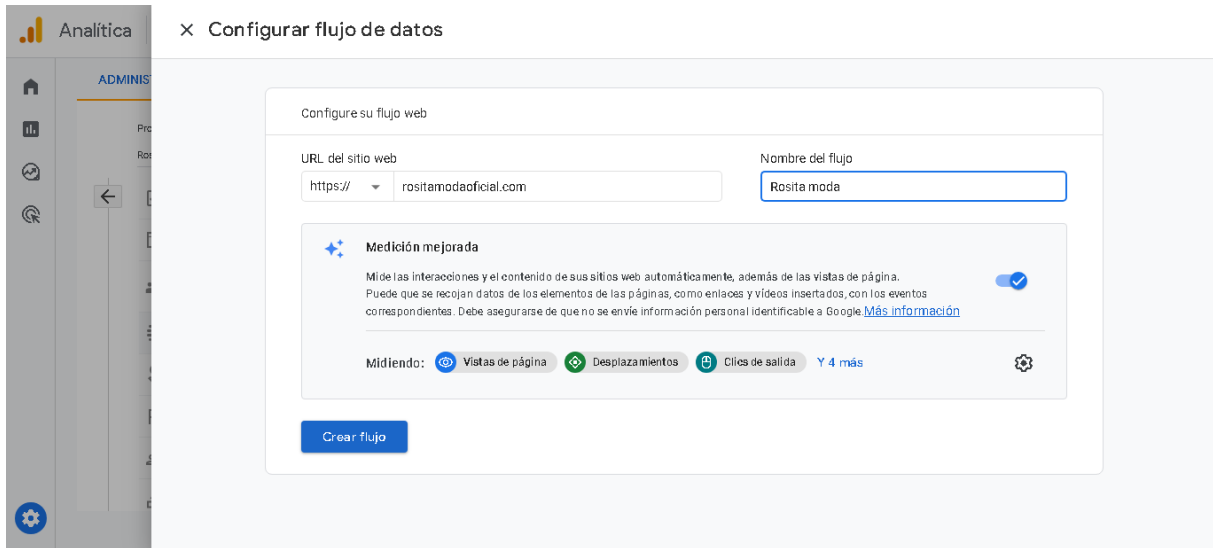 Analítica
Configurar flujo de datos
ADMINIS
Pro
Ros
Configure su flujo web
URL del sitio web
Nombre del flujo
https://
rositamodaoficial.com
Rosita moda
Medición mejorada
Mide las interacciones y el contenido de sus sitios web automáticamente, además de las vistas de página.
Puede que se recojan datos de los elementos de las páginas, como enlaces y vídeos insertados, con los eventos
correspondientes. Debe asegurarse de que no se envíe información personal identificable a Google. Más información
Midiendo: Vistas de página Desplazamientos Clics de salida Y 4 más
Crear flujo